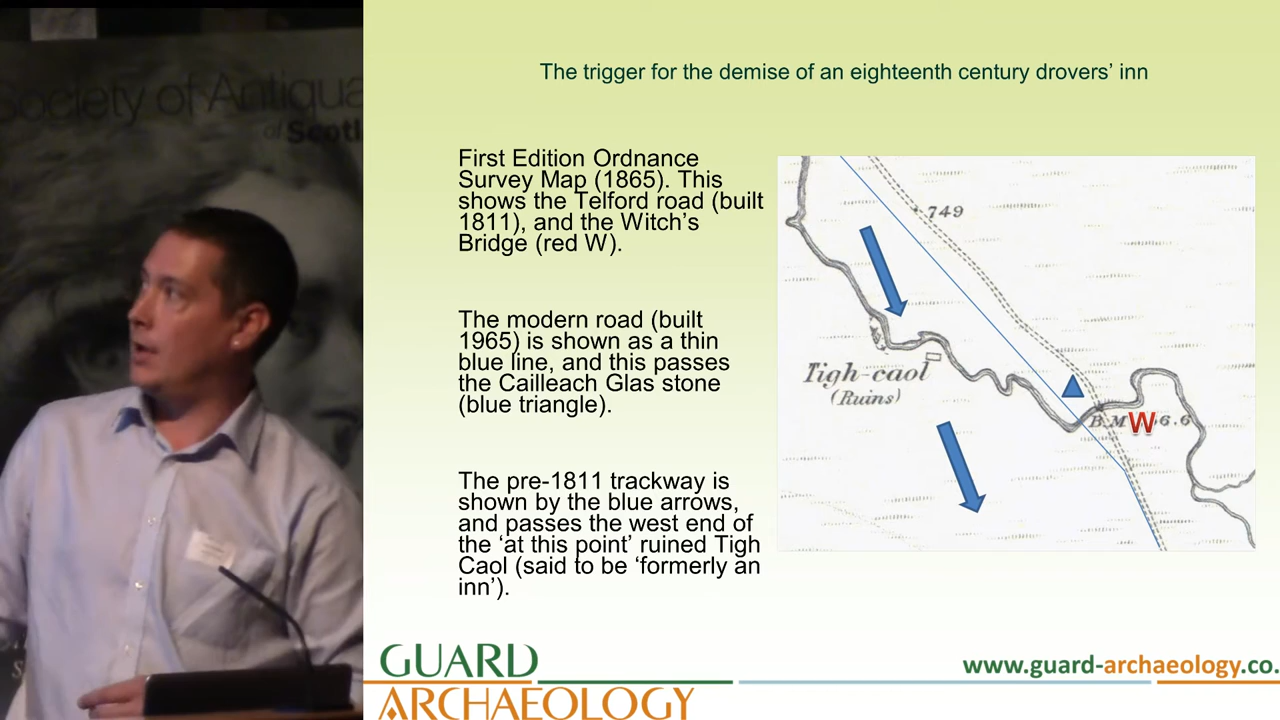 Society of Antiqua
of Scotl
The trigger for the demise of an eighteenth century drovers' inn
First Edition Ordnance
Survey Map (1865). This
shows the Telford road (built
1811), and the Witch's
Bridge (red W).
The modern road (built
1965) is shown as a thin
blue line, and this passes
the Cailleach Glas stone
(blue triangle).
The pre-1811 trackway is
shown by the blue arrows,
and passes the west end of
the 'at this point' ruined Tigh
Caol (said to be 'formerly an
inn').
749
Tigh-caol
(Ruins)
B.M W 6.6
GUARD
ARCHAEOLOGY
www.guard-archaeology.co.